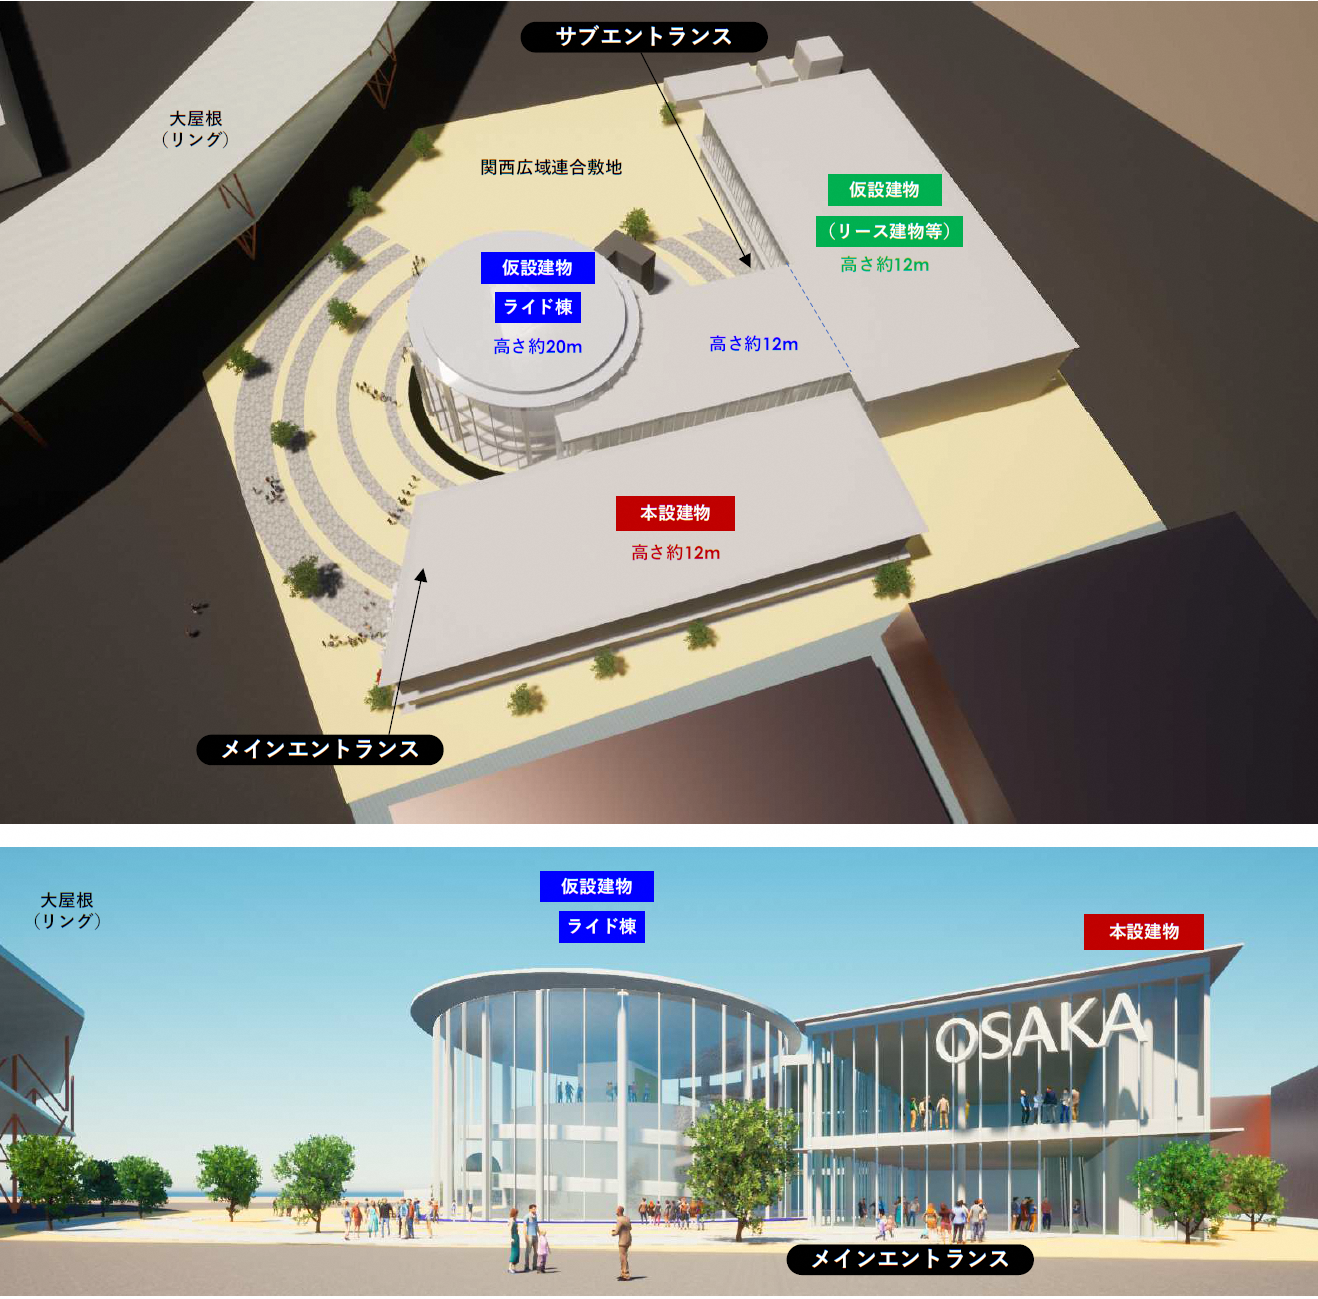 サブエントランス
大屋根
（リング）
関西広域連合敷地
仮設建物
（リース建物等）
高さ約12m
仮設建物
ライド棟
高さ約20m
高さ約12m
本設建物
高さ約12m
メインエントランス
大屋根
（リング）
仮設建物
ライド棟
本設建物
OSAKA
メインエントランス